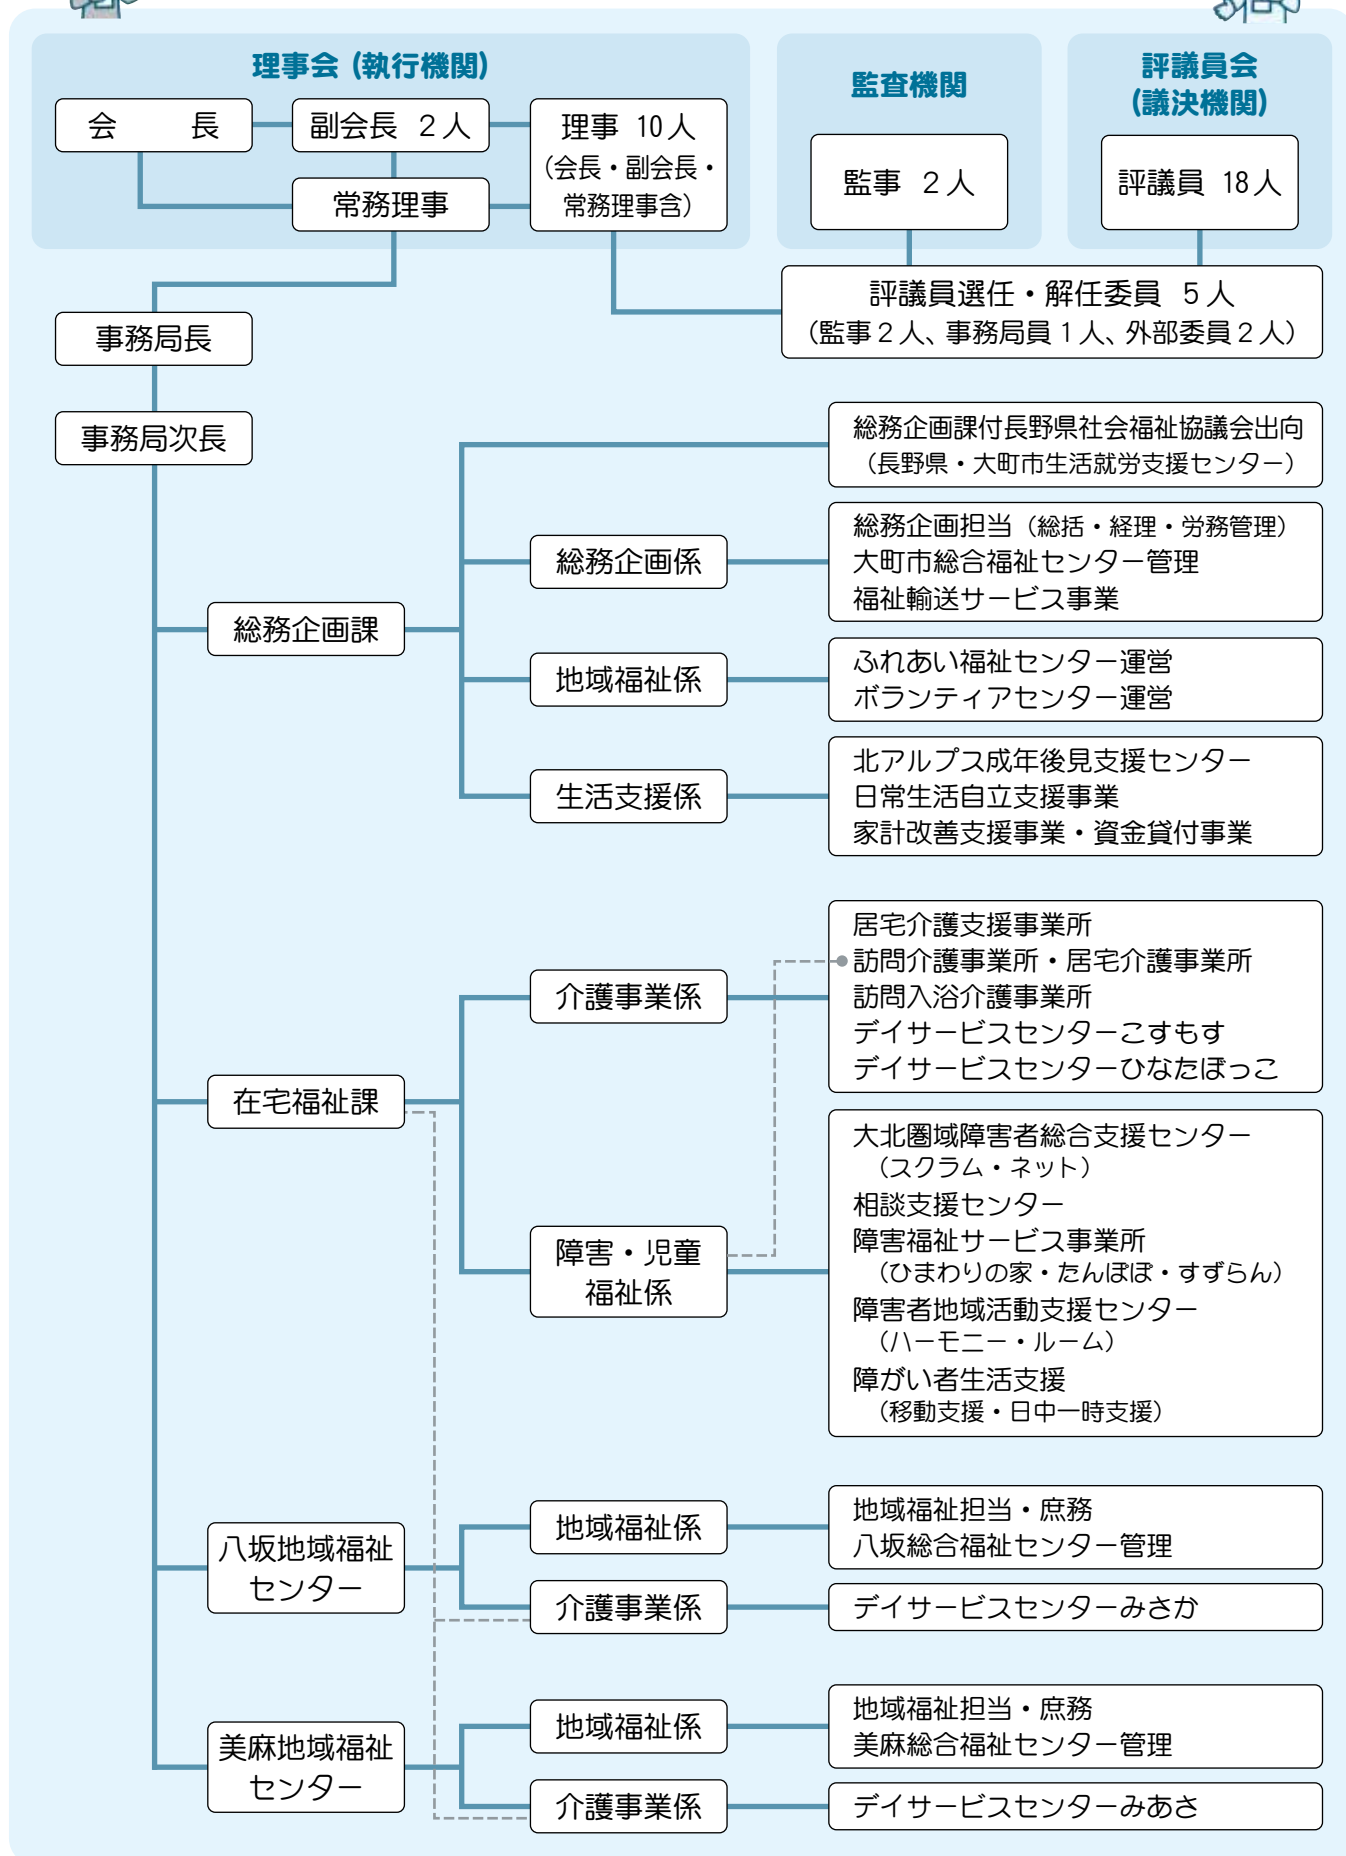 理事会（執行機関）
会　　長
副会長 2人
理事 10人
（会長・副会長・
常務理事含）
常務理事
監査機関
監事 2人
評議員会
（議決機関）
評議員 18人
評議員選任・解任委員 5人
（監事2人、事務局員1人、外部委員2人）
事務局長
事務局次長
総務企画課
総務企画課付長野県社会福祉協議会出向
（長野県・大町市生活就労支援センター）
総務企画係
総務企画担当（総括・経理・労務管理）
大町市総合福祉センター管理
福祉輸送サービス事業
地域福祉係
ふれあい福祉センター運営
ボランティアセンター運営
生活支援係
北アルプス成年後見支援センター
日常生活自立支援事業
家計改善支援事業・資金貸付事業
在宅福祉課
介護事業係
居宅介護支援事業所
訪問介護事業所・居宅介護事業所
訪問入浴介護事業所
デイサービスセンターこすもす
デイサービスセンターひなたぼっこ
障害・児童
福祉係
大北圏域障害者総合支援センター
（スクラム・ネット）
相談支援センター
障害福祉サービス事業所
（ひまわりの家・たんぽぽ・すずらん）
障害者地域活動支援センター
（ハーモニー・ルーム）
障がい者生活支援
（移動支援・日中一時支援）
八坂地域福祉
センター
地域福祉係
地域福祉担当・庶務
八坂総合福祉センター管理
介護事業係
デイサービスセンターみさか
美麻地域福祉
センター
地域福祉係
地域福祉担当・庶務
美麻総合福祉センター管理
介護事業係
デイサービスセンターみあさ